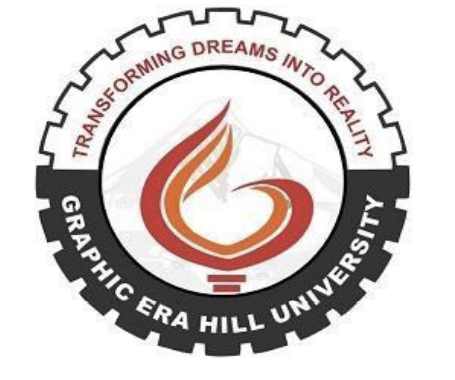 TRANSFORMING DREAMS INTO REALITY
GRAPHIC ERA HILL UNIVERSITY